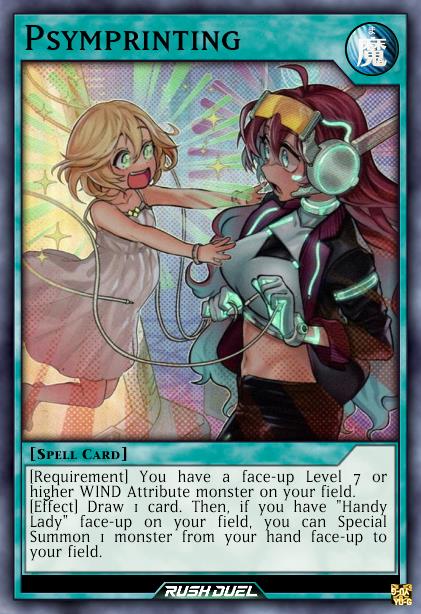 Psymprinting
ま
魔
[Spell Card]
[Requirement] You have a face-up Level 7 or
higher WIND Attribute monster on your field.
[Effect] Draw 1 card. Then, if you have "Handy
Lady" face-up on your field, you can Special
Summon 1 monster from your hand face-up to
your field.
RUSH DUEL